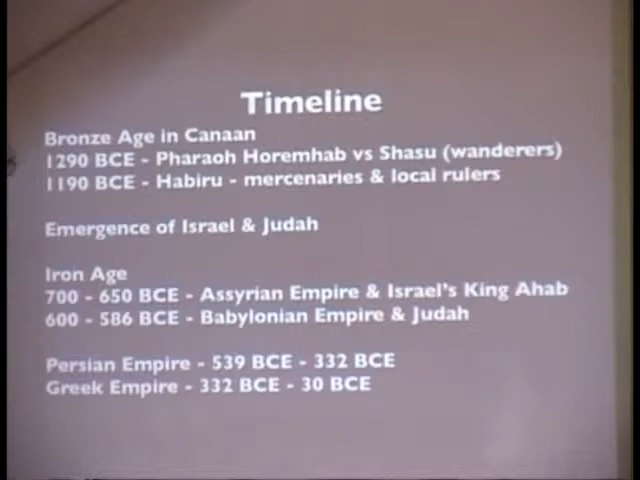 Timeline
Bronze Age in Canaan
1290 BCE - Pharaoh Horemhab vs Shasu (wanderers)
1190 BCE - Habiru - mercenaries & local rulers
Emergence of Israel & Judah
Iron Age
700 - 650 BCE - Assyrian Empire & Israel's King Ahab
600 - 586 BCE - Babylonian Empire & Judah
Persian Empire - 539 BCE - 332 BCE
Greek Empire - 332 BCE - 30 BCE